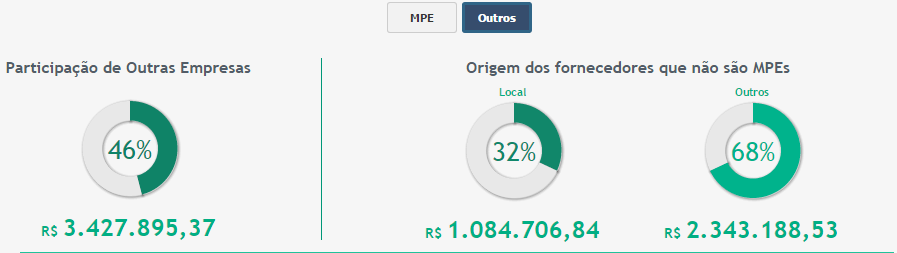 MPE
Outros
Participação de Outras Empresas
46%
R$ 3.427.895,37
Origem dos fornecedores que não são MPEs
Local
32%
R$ 1.084.706,84
Outros
68%
R$ 2.343.188,53